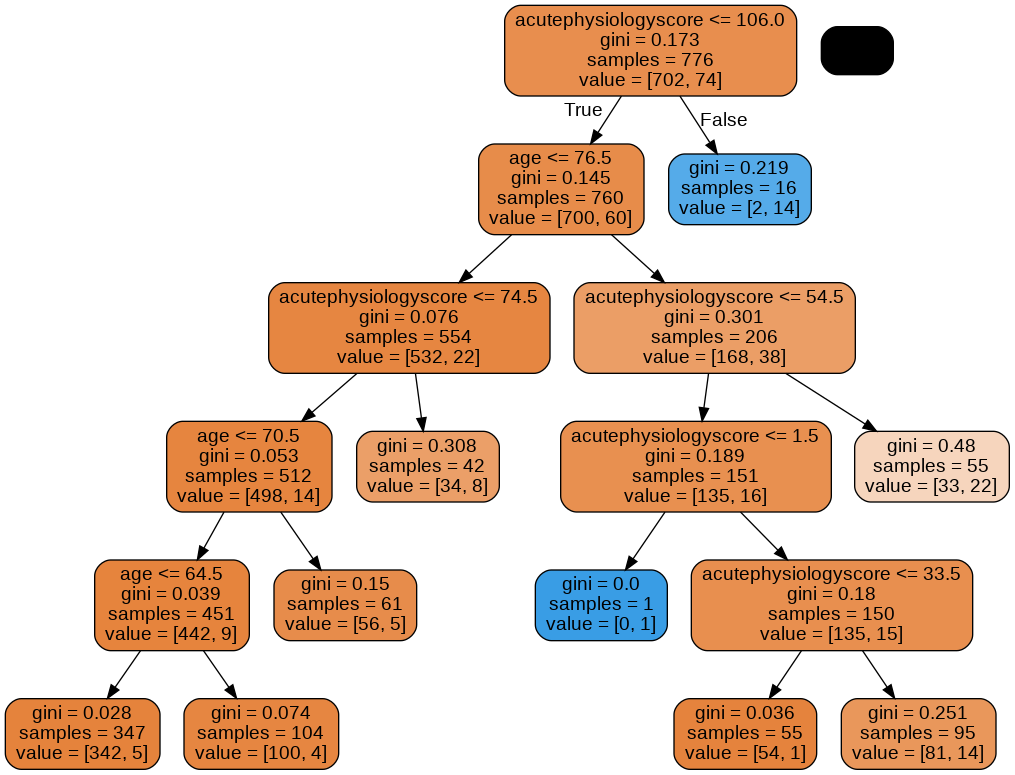 acutephysiologyscore <= 106.0
gini = 0.173
samples = 776
value = [702, 74]
True
False
age <= 76.5
gini = 0.145
samples = 760
value = [700, 60]
gini = 0.219
samples = 16
value = [2, 14]
acutephysiologyscore <= 74.5
gini = 0.076
samples = 554
value = [532, 22]
acutephysiologyscore <= 54.5
gini = 0.301
samples = 206
value = [168, 38]
age <= 70.5
gini = 0.053
samples = 512
value = [498, 14]
gini = 0.308
samples = 42
value = [34, 8]
acutephysiologyscore <= 1.5
gini = 0.189
samples = 151
value = [135, 16]
gini = 0.48
samples = 55
value = [33, 22]
age <= 64.5
gini = 0.039
samples = 451
value = [442, 9]
gini = 0.15
samples = 61
value = [56, 5]
gini = 0.0
samples = 1
value = [0, 1]
acutephysiologyscore <= 33.5
gini = 0.18
samples = 150
value = [135, 15]
gini = 0.028
samples = 347
value = [342, 5]
gini = 0.074
samples = 104
value = [100, 4]
gini = 0.036
samples = 55
value = [54, 1]
gini = 0.251
samples = 95
value = [81, 14]